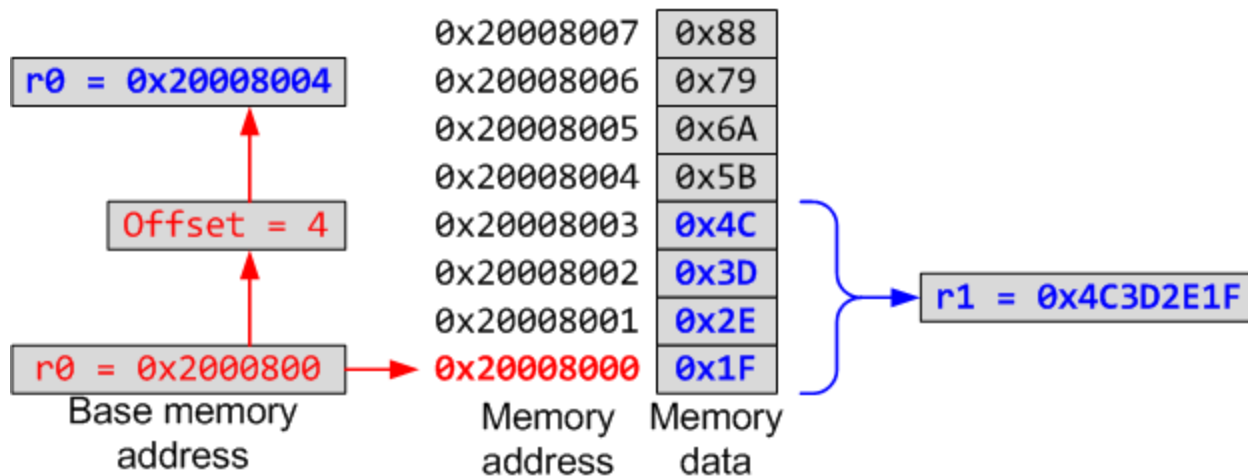 0x20008007 0x88
r0 = 0x20008004
0x20008006 0x79
0x20008005 0x6A
0x20008004 0x5B
Offset = 4
0x20008003 0x4C
0x20008002 0x3D
r1 = 0x4C3D2E1F
0x20008001 0x2E
r0 = 0x2000800
0x20008000 0x1F
Base memory
address
Memory
address
Memory
data